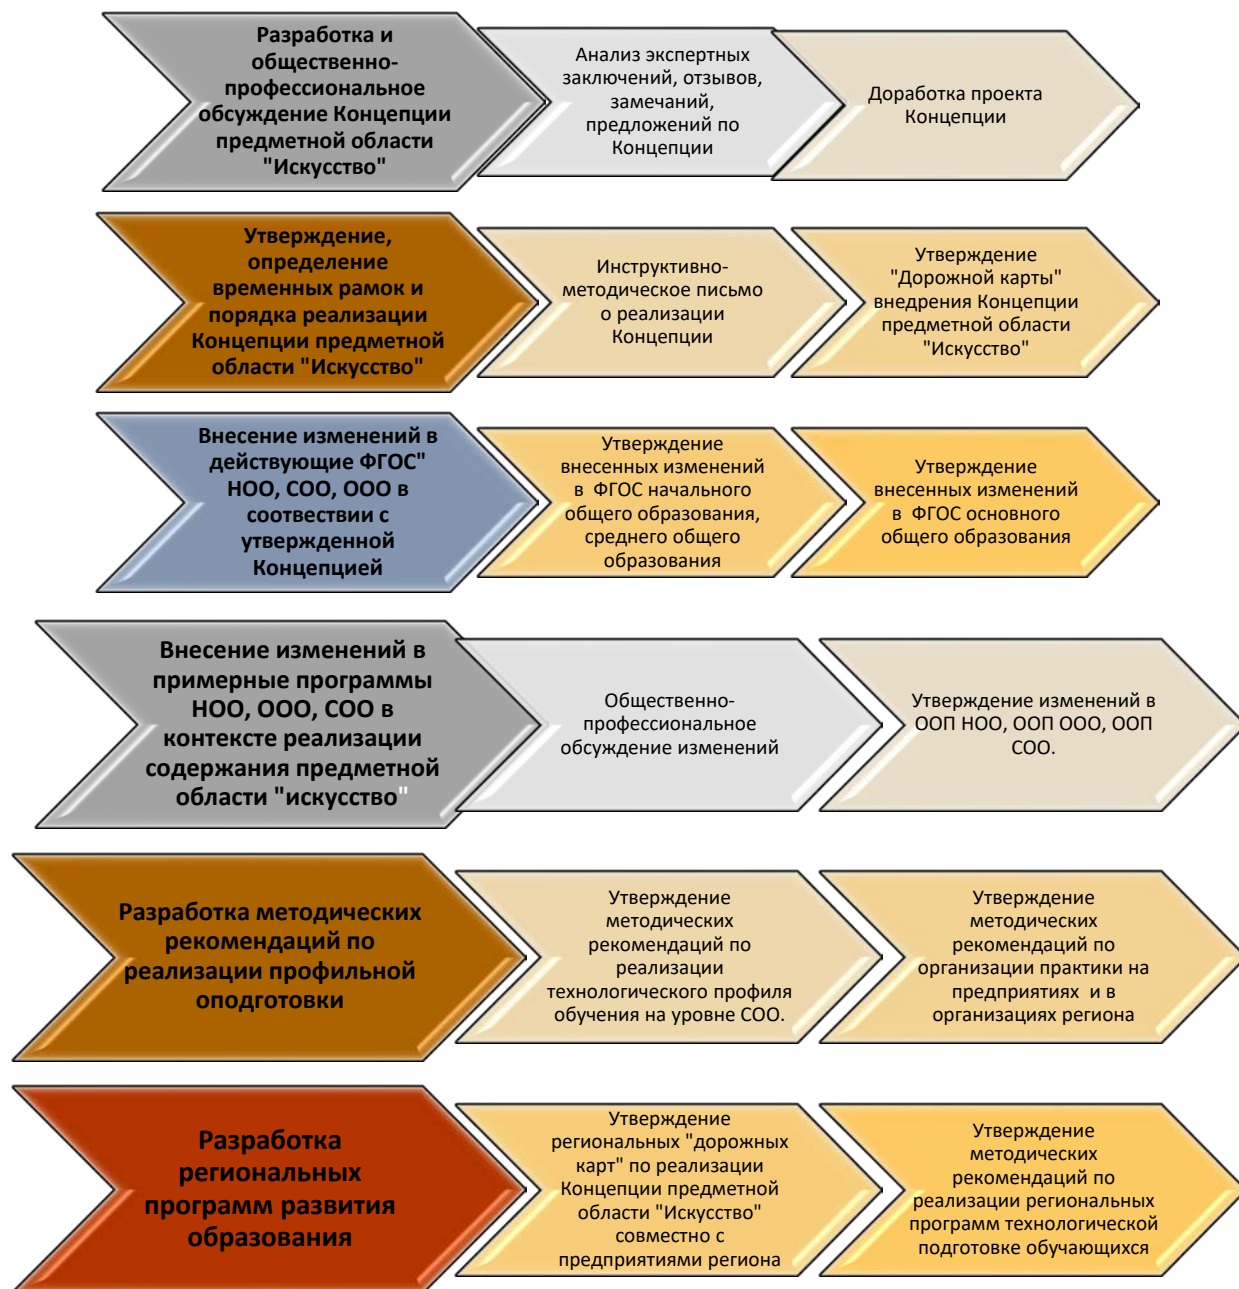 Разработка и
общественно-
профессиональное
обсуждение Концепции
предметной области
"Искусство"
Анализ экспертных
заключений, отзывов,
замечаний,
предложений по
Концепции
Доработка проекта
Концепции
Утверждение,
определение
временных рамок и
порядка реализации
Концепции предметной
области "Искусство"
Инструктивно-
методическое письмо
о реализации
Концепции
Утверждение
"Дорожной карты"
внедрения Концепции
предметной области
"Искусство"
Внесение изменений в
действующие ФГОС"
НОО, СОО, ООО в
соотвествии с
утвержденной
Концепцией
Утверждение
внесенных изменений
в ФГОС начального
общего образования,
среднего общего
образования
Утверждение
внесенных изменений
в ФГОС основного
общего образования
Внесение изменений в
примерные программы
НОО, ООО, СОО в
контексте реализации
содержания предметной
области "искусство"
Общественно-
профессиональное
обсуждение изменений
Утверждение изменений в
ООП НОО, ООП ООО, ООП
СОО.
Разработка методических
рекомендаций по
реализации профильной
оподготовки
Утверждение
методических
рекомендаций по
реализации
технологического профиля
обучения на уровне СОО.
Утверждение
методических
рекомендаций по
организации практики на
предприятиях и в
организациях региона
Разработка
региональных
программ развития
образования
Утверждение
региональных "дорожных
карт" по реализации
Концепции предметной
области "Искусство"
совместно с
предприятиями региона
Утверждение
методических
рекомендаций по
реализации региональных
программ технологической
подготовке обучающихся